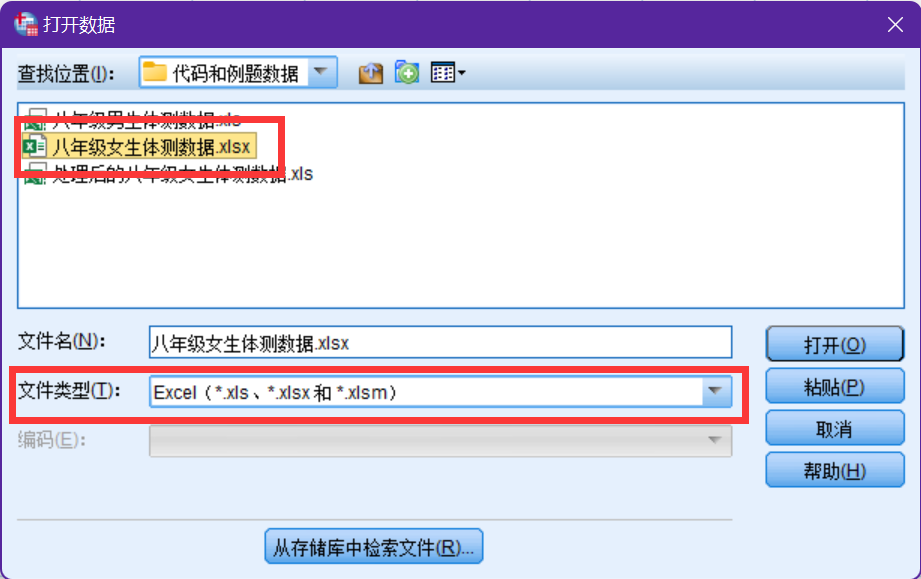 打开数据
查找位置(I)：
代码和例题数据
八年级男生体测数据.xls
八年级女生体测数据.xlsx
处理后的八年级女生体测数据.xls
文件名(N)：
八年级女生体测数据.xlsx
打开(O)
文件类型(T)：
Excel（*.xls、*.xlsx 和 *.xlsm）
粘贴(P)
编码(E)：
取消
帮助(H)
从存储库中检索文件(R)...